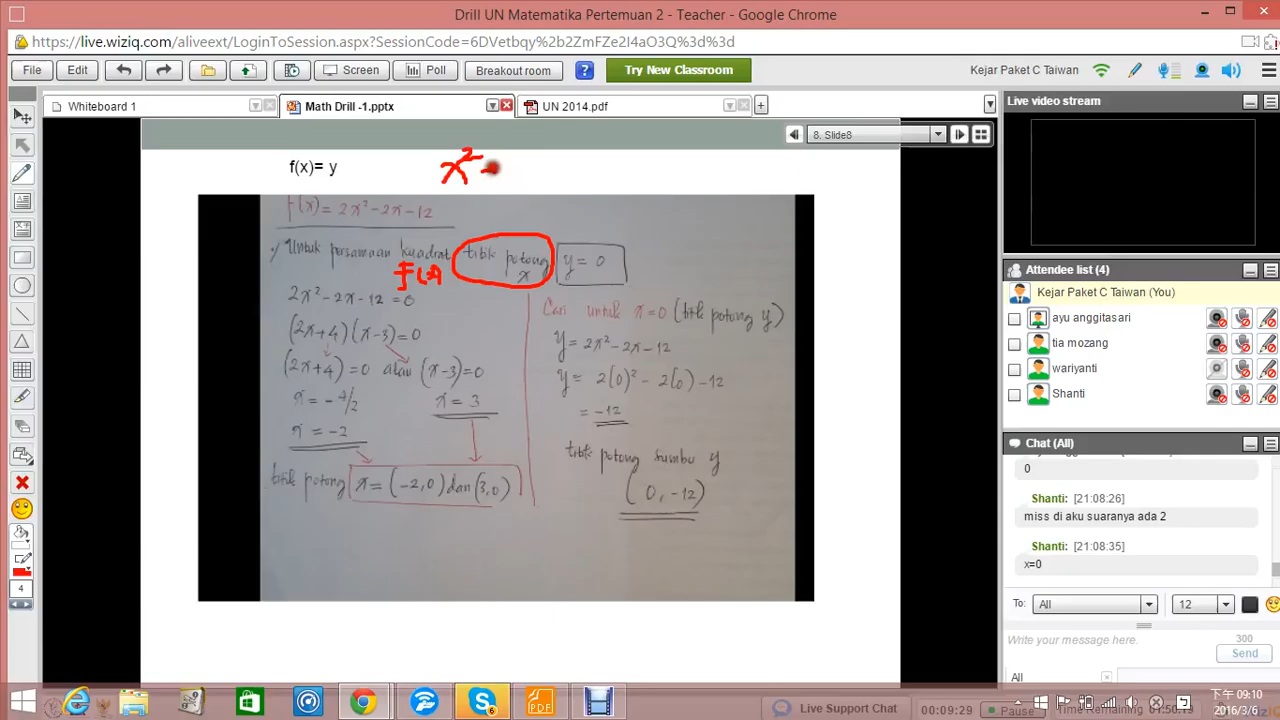 Drill UN Matematika Pertemuan 2 - Teacher - Google Chrome
https://live.wiziq.com/aliveext/LoginToSession.aspx?SessionCode=6DVetbqy%2b2ZmFZe2I4aO3Q%3d%3d
File Edit Screen Poll Breakout room ? Try New Classroom Kejar Paket C Taiwan
Whiteboard 1 Math Drill -1.pptx UN 2014.pdf
8. Slide8
f(x)= y
x² -
f(x) = 2x² - 2x - 12
Untuk persamaan kuadrat titik potong x y = 0
f(x)
2x² - 2x - 12 = 0
(2x+4)(x-3)=0
(2x+4)=0 atau (x-3)=0
x = -4/2 x = 3
x = -2
titik potong x = (-2,0) dan (3,0)
Cari untuk x=0 (titik potong y)
y = 2x² - 2x - 12
y = 2(0)² - 2(0) - 12
= -12
titik potong sumbu y
(0, -12)
Live video stream
Attendee list (4)
Kejar Paket C Taiwan (You)
ayu anggitasari
tia mozang
wariyanti
Shanti
Chat (All)
0
Shanti: [21:08:26]
miss di aku suaranya ada 2
Shanti: [21:08:35]
x=0
To: All 12
Write your message here. 300
Send
All
4
Live Support Chat 00:09:29 Pause Time Remaining
下午 09:10
2016/3/6